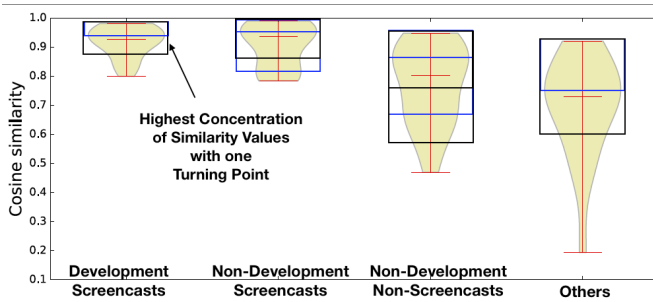 1.0
0.9
0.8
0.7
0.6
0.5
0.4
0.3
0.2
0.1
Cosine similarity
Highest Concentration
of Similarity Values
with one
Turning Point
Development
Screencasts
Non-Development
Screencasts
Non-Development
Non-Screencasts
Others